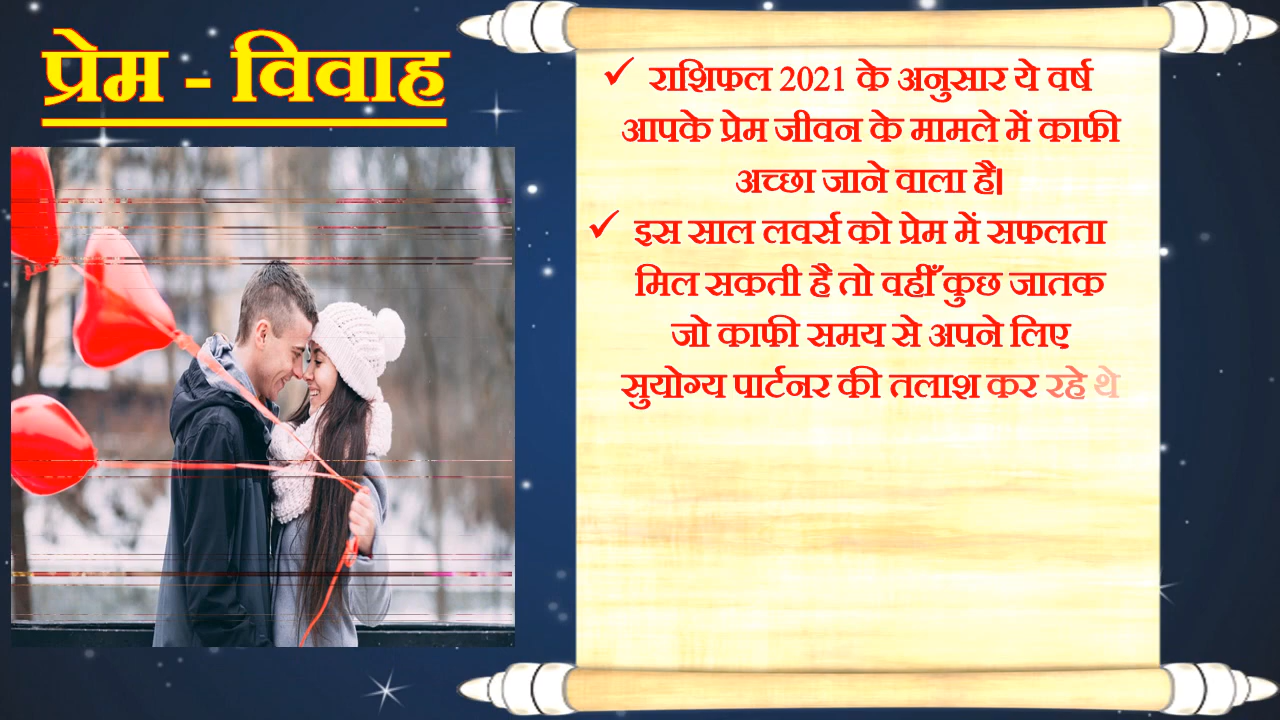 प्रेम - विवाह
✓ राशिफल 2021 के अनुसार ये वर्ष
आपके प्रेम जीवन के मामले में काफी
अच्छा जाने वाला है।
✓ इस साल लवर्स को प्रेम में सफलता
मिल सकती है तो वहीँ कुछ जातक
जो काफी समय से अपने लिए
सुयोग्य पार्टनर की तलाश कर रहे थे